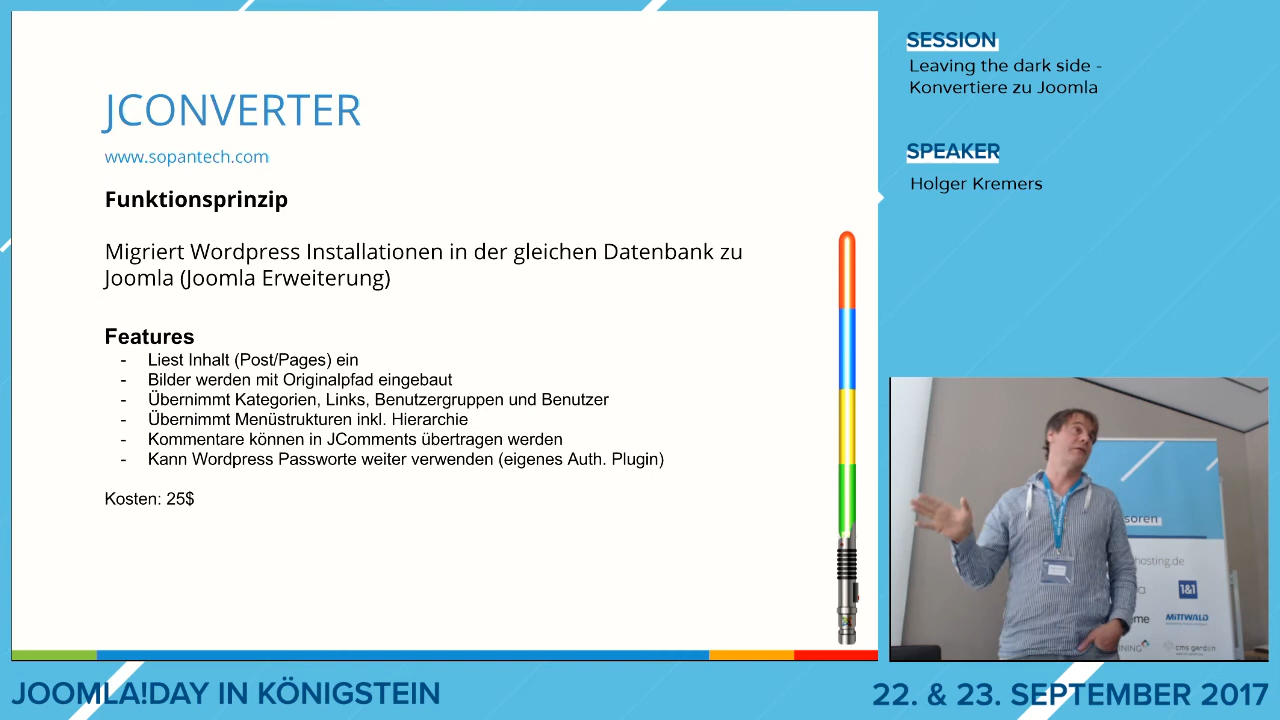 JCONVERTER
www.sopantech.com
Funktionsprinzip
Migriert Wordpress Installationen in der gleichen Datenbank zu
Joomla (Joomla Erweiterung)
Features
- Liest Inhalt (Post/Pages) ein
- Bilder werden mit Originalpfad eingebaut
- Übernimmt Kategorien, Links, Benutzergruppen und Benutzer
- Übernimmt Menüstrukturen inkl. Hierarchie
- Kommentare können in JComments übertragen werden
- Kann Wordpress Passworte weiter verwenden (eigenes Auth. Plugin)
Kosten: 25$
SESSION
Leaving the dark side -
Konvertiere zu Joomla
SPEAKER
Holger Kremers
soren
hosting.de
1&1
me
MITTWALD
NING
cms garden
JOOMLA!DAY IN KÖNIGSTEIN
22. & 23. SEPTEMBER 2017